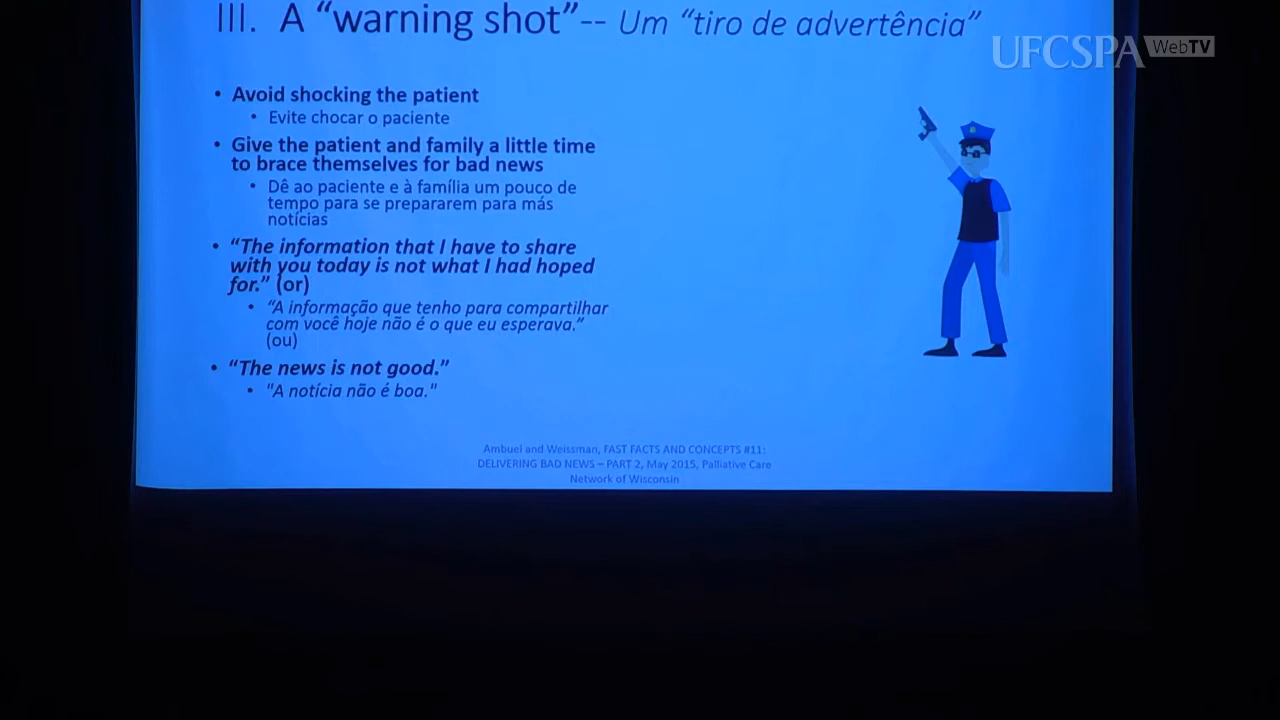 III. A “warning shot”-- Um “tiro de advertência”
UFCSPA WebTV
• Avoid shocking the patient
• Evite chocar o paciente
• Give the patient and family a little time
to brace themselves for bad news
• Dê ao paciente e à família um pouco de
tempo para se prepararem para más
notícias
• “The information that I have to share
with you today is not what I had hoped
for.” (or)
• “A informação que tenho para compartilhar
com você hoje não é o que eu esperava.”
(ou)
• “The news is not good.”
• "A notícia não é boa."
Ambuel and Weissman, FAST FACTS AND CONCEPTS #11:
DELIVERING BAD NEWS – PART 2, May 2015, Palliative Care
Network of Wisconsin